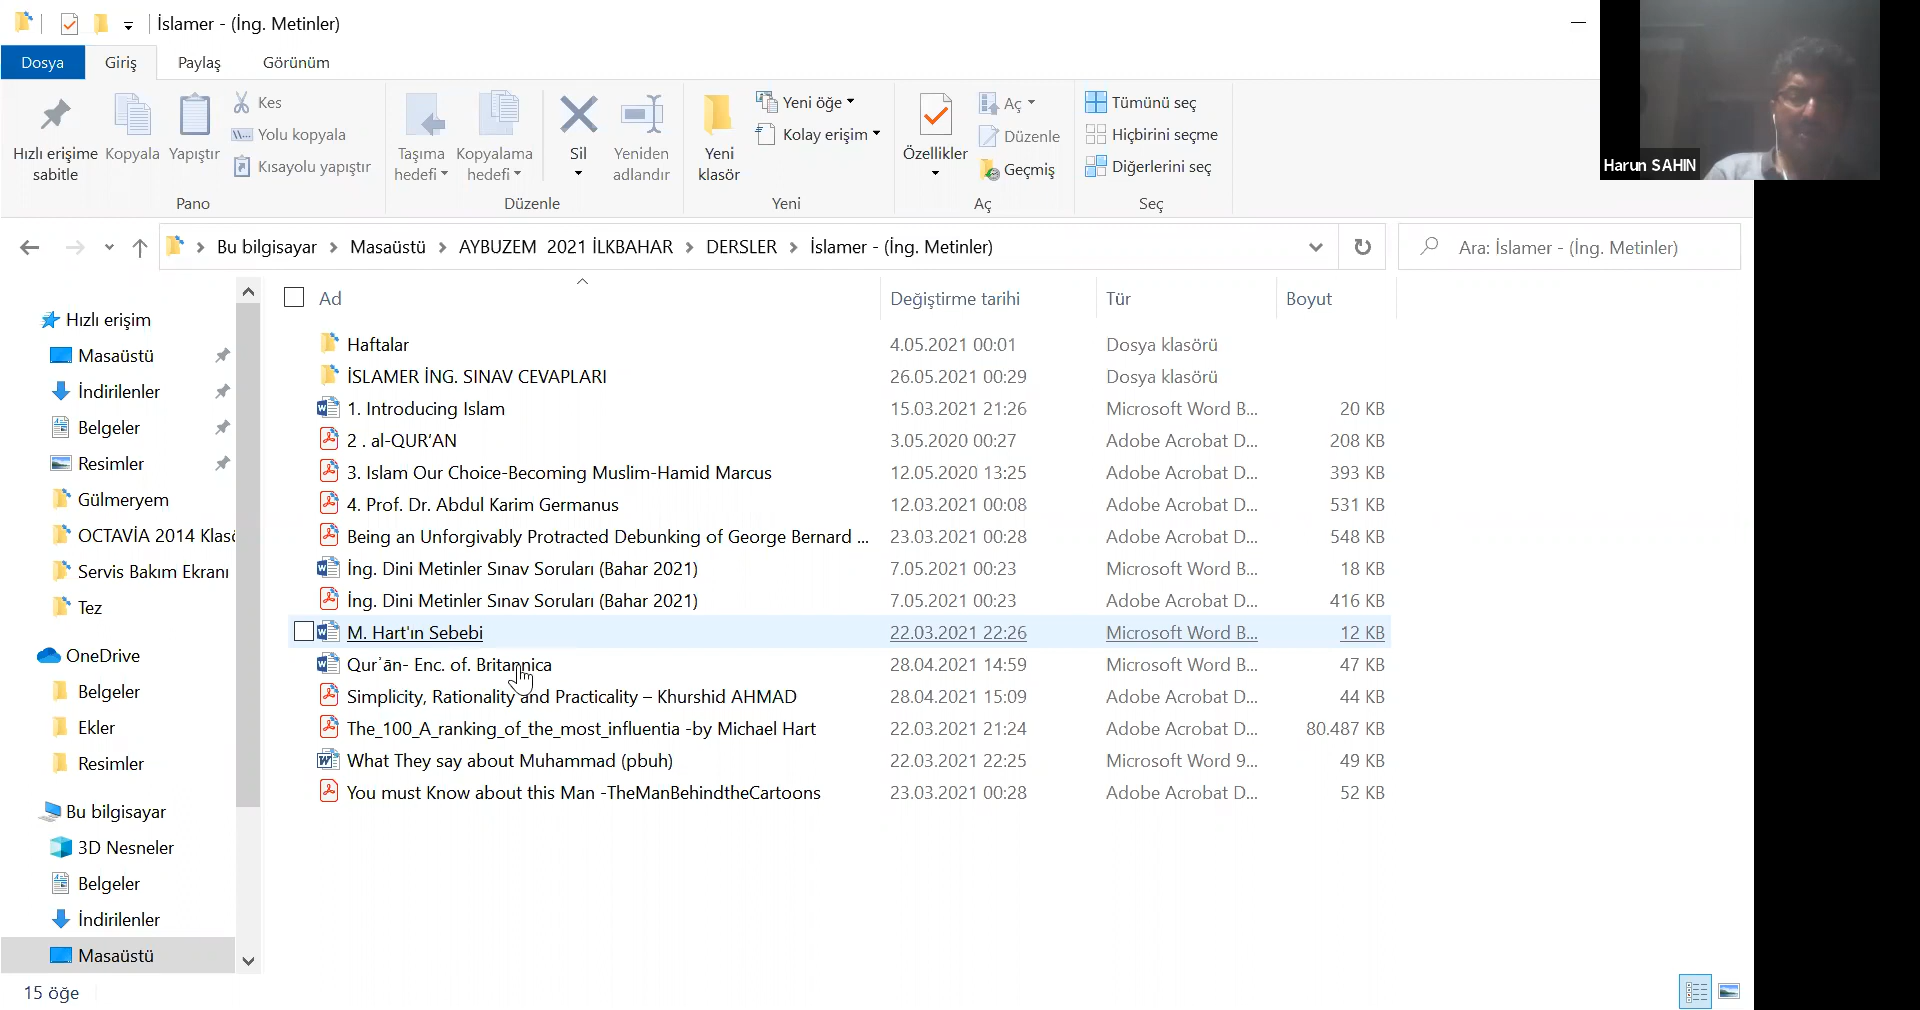 İslamer - (İng. Metinler)
Dosya
Giriş
Paylaş
Görünüm
Hızlı erişime sabitle
Kopyala
Yapıştır
Kes
Yolu kopyala
Kısayolu yapıştır
Pano
Taşıma hedefi
Kopyalama hedefi
Sil
Yeniden adlandır
Düzenle
Yeni klasör
Yeni öğe
Kolay erişim
Yeni
Özellikler
Aç
Düzenle
Geçmiş
Aç
Tümünü seç
Hiçbirini seçme
Diğerlerini seç
Seç
Harun SAHIN
Bu bilgisayar > Masaüstü > AYBUZEM 2021 İLKBAHAR > DERSLER > İslamer - (İng. Metinler)
Ara: İslamer - (İng. Metinler)
Hızlı erişim
Masaüstü
İndirilenler
Belgeler
Resimler
Gülmeryem
OCTAVİA 2014 Klas
Servis Bakım Ekranı
Tez
OneDrive
Belgeler
Ekler
Resimler
Bu bilgisayar
3D Nesneler
Belgeler
İndirilenler
Masaüstü
Ad Değiştirme tarihi Tür Boyut
Haftalar 4.05.2021 00:01 Dosya klasörü
İSLAMER İNG. SINAV CEVAPLARI 26.05.2021 00:29 Dosya klasörü
1. Introducing Islam 15.03.2021 21:26 Microsoft Word B... 20 KB
2 . al-QUR’AN 3.05.2020 00:27 Adobe Acrobat D... 208 KB
3. Islam Our Choice-Becoming Muslim-Hamid Marcus 12.05.2020 13:25 Adobe Acrobat D... 393 KB
4. Prof. Dr. Abdul Karim Germanus 12.03.2021 00:08 Adobe Acrobat D... 531 KB
Being an Unforgivably Protracted Debunking of George Bernard ... 23.03.2021 00:28 Adobe Acrobat D... 548 KB
İng. Dini Metinler Sınav Soruları (Bahar 2021) 7.05.2021 00:23 Microsoft Word B... 18 KB
İng. Dini Metinler Sınav Soruları (Bahar 2021) 7.05.2021 00:23 Adobe Acrobat D... 416 KB
M. Hart'ın Sebebi 22.03.2021 22:26 Microsoft Word B... 12 KB
Qurʾān- Enc. of. Britannica 28.04.2021 14:59 Microsoft Word B... 47 KB
Simplicity, Rationality and Practicality – Khurshid AHMAD 28.04.2021 15:09 Adobe Acrobat D... 44 KB
The_100_A_ranking_of_the_most_influentia -by Michael Hart 22.03.2021 21:24 Adobe Acrobat D... 80.487 KB
What They say about Muhammad (pbuh) 22.03.2021 22:25 Microsoft Word 9... 49 KB
You must Know about this Man -TheManBehindtheCartoons 23.03.2021 00:28 Adobe Acrobat D... 52 KB
15 öğe